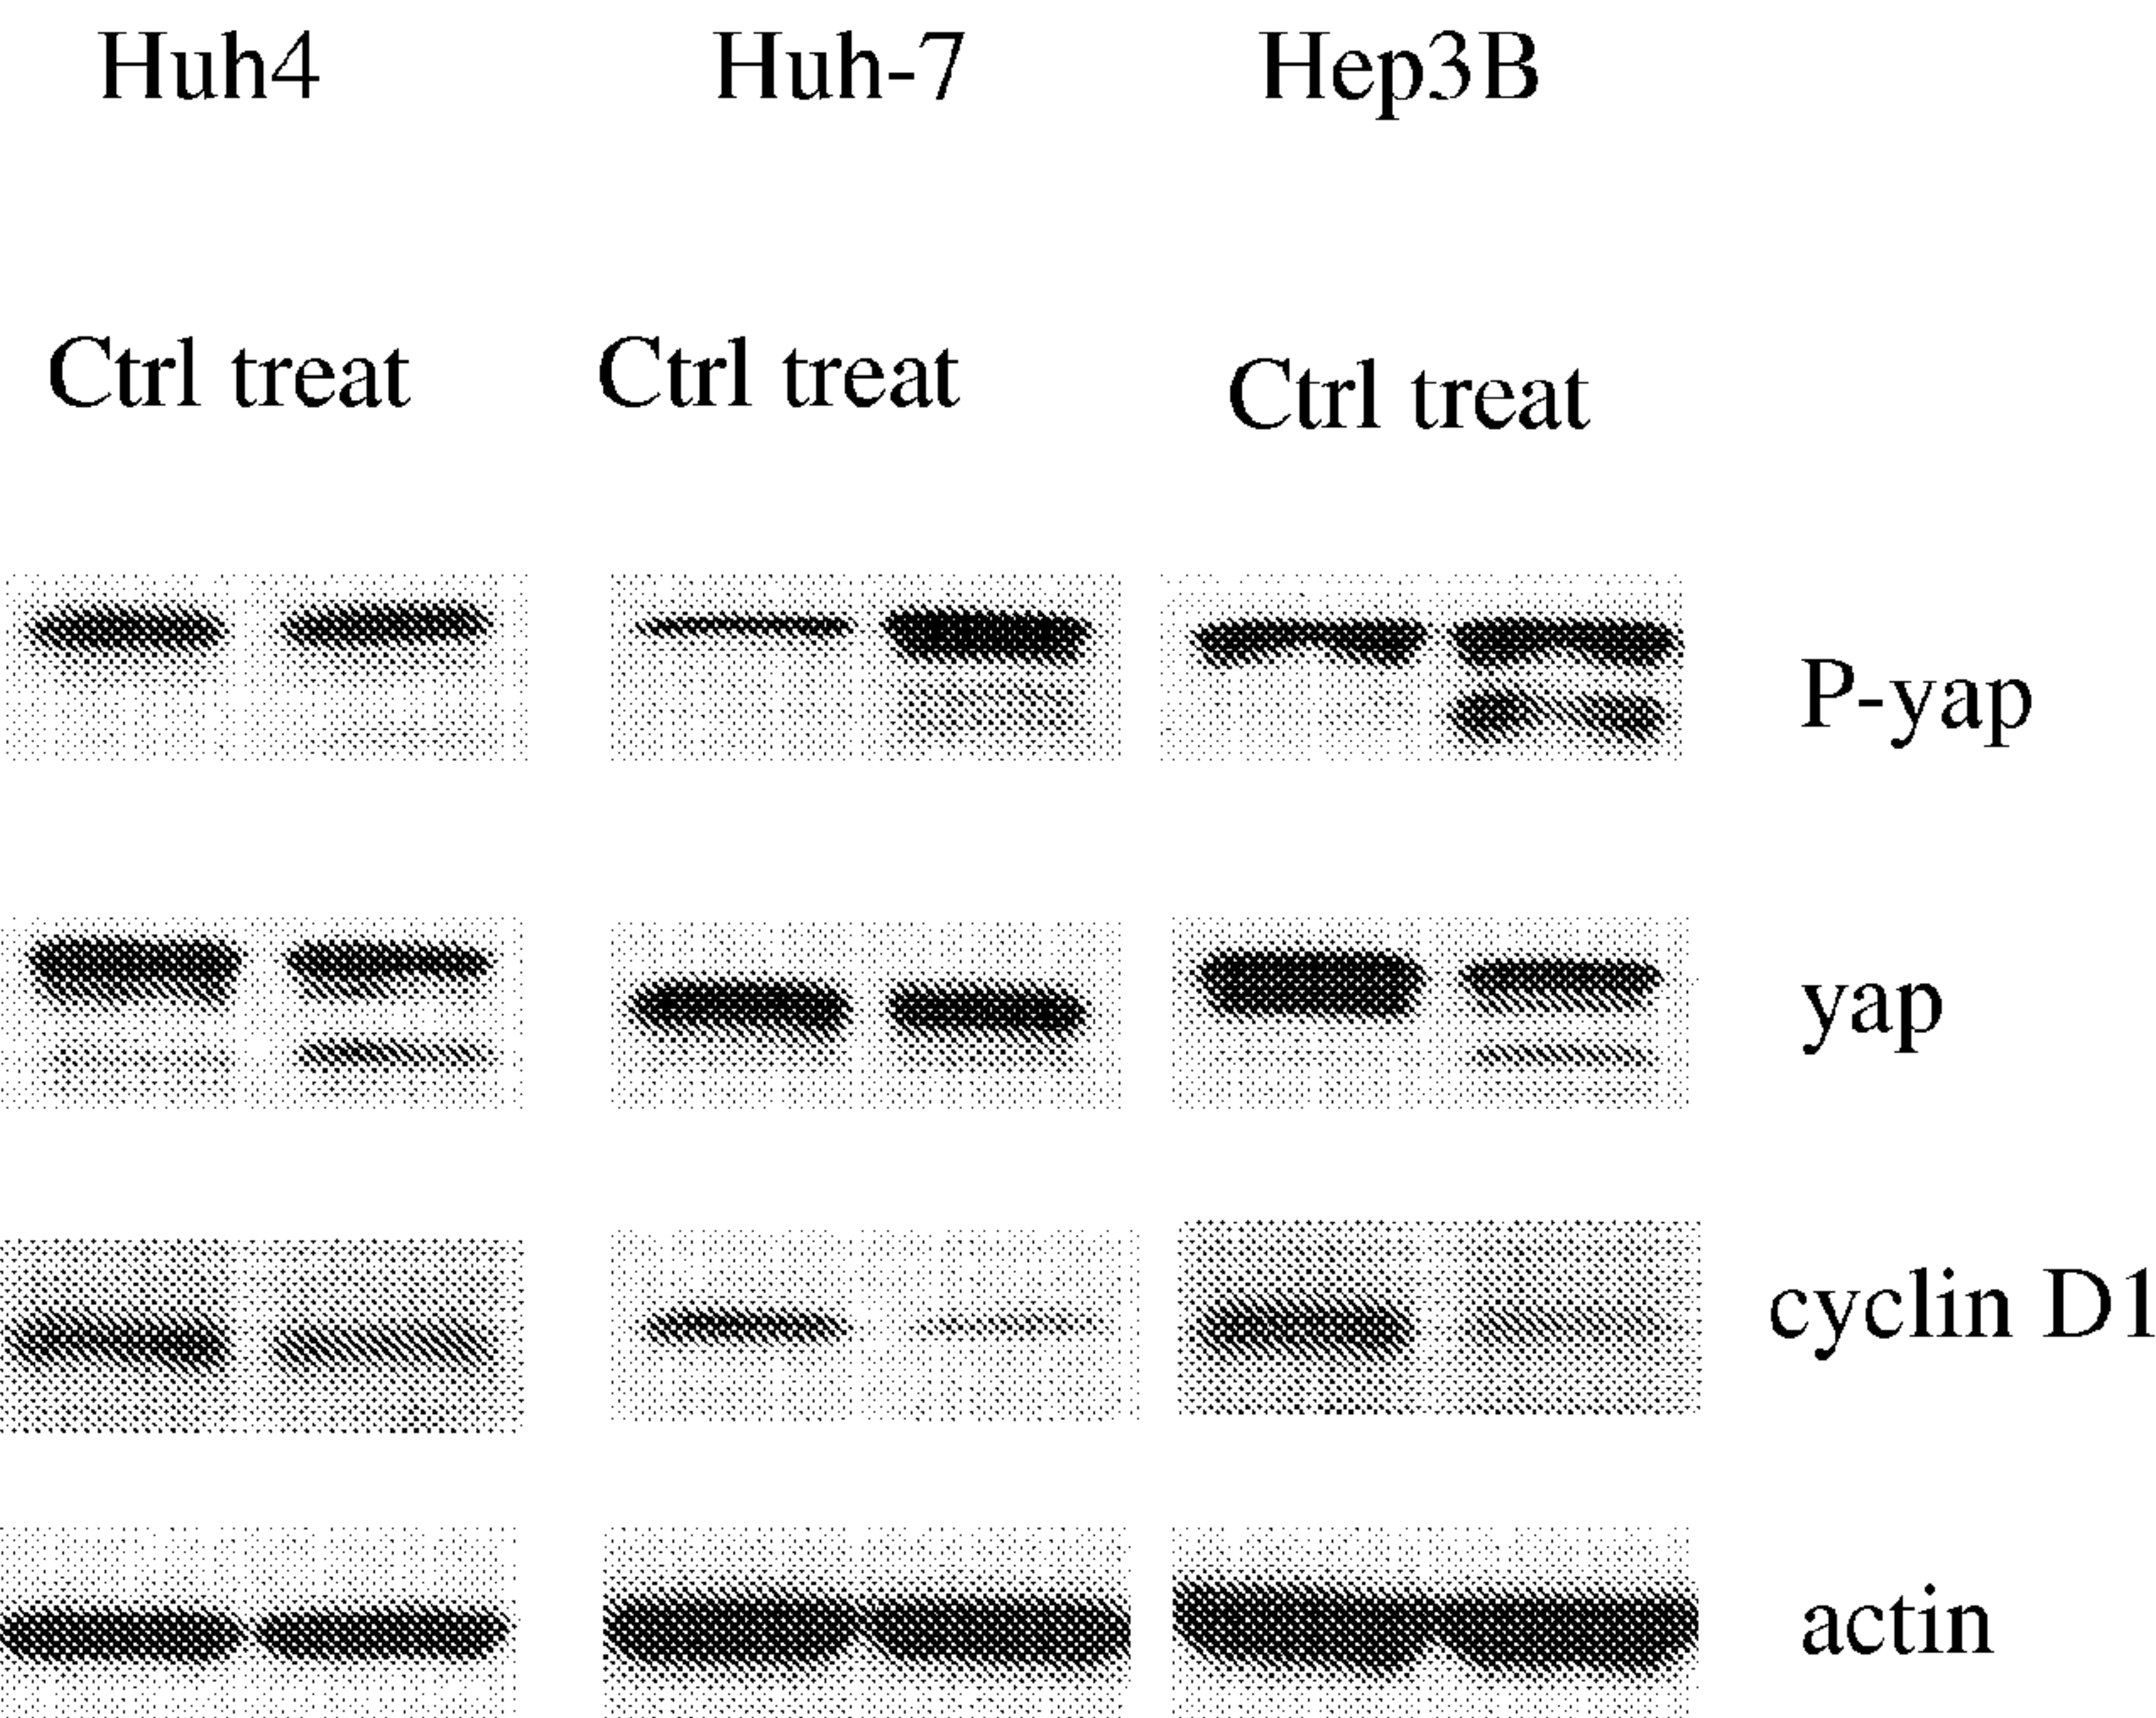 Huh4 Huh-7 Hep3B
Ctrl treat Ctrl treat Ctrl treat
P-yap
yap
cyclin D1
actin